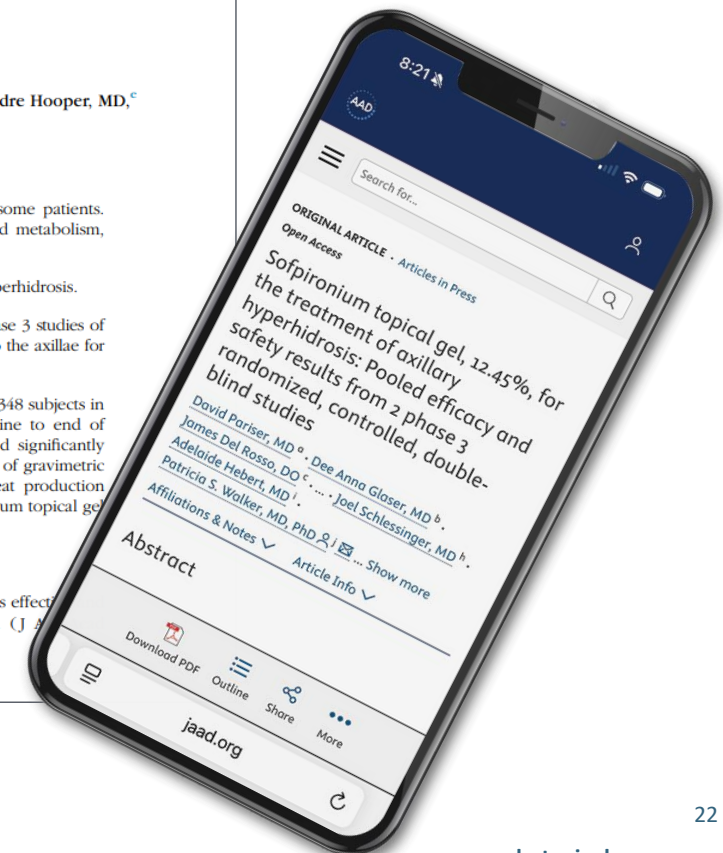 dre Hooper, MD,c
some patients.
d metabolism,
perhidrosis.
ase 3 studies of
the axillae for
348 subjects in
ine to end of
d significantly
of gravimetric
eat production
um topical gel
s effecti
( J A
8:21
AAD
Search for...
ORIGINAL ARTICLE · Articles in Press
Open Access
Sofpironium topical gel, 12.45%, for
the treatment of axillary
hyperhidrosis: Pooled efficacy and
safety results from 2 phase 3
randomized, controlled, double-
blind studies
David Pariser, MD a, Dee Anna Glaser, MD b,
James Del Rosso, DO c, ... · Joel Schlessinger, MD h,
Adelaide Hebert, MD i,
Patricia S. Walker, MD, PhD j ... Show more
Affiliations & Notes Article Info
Abstract
Download PDF Outline Share More
jaad.org
22